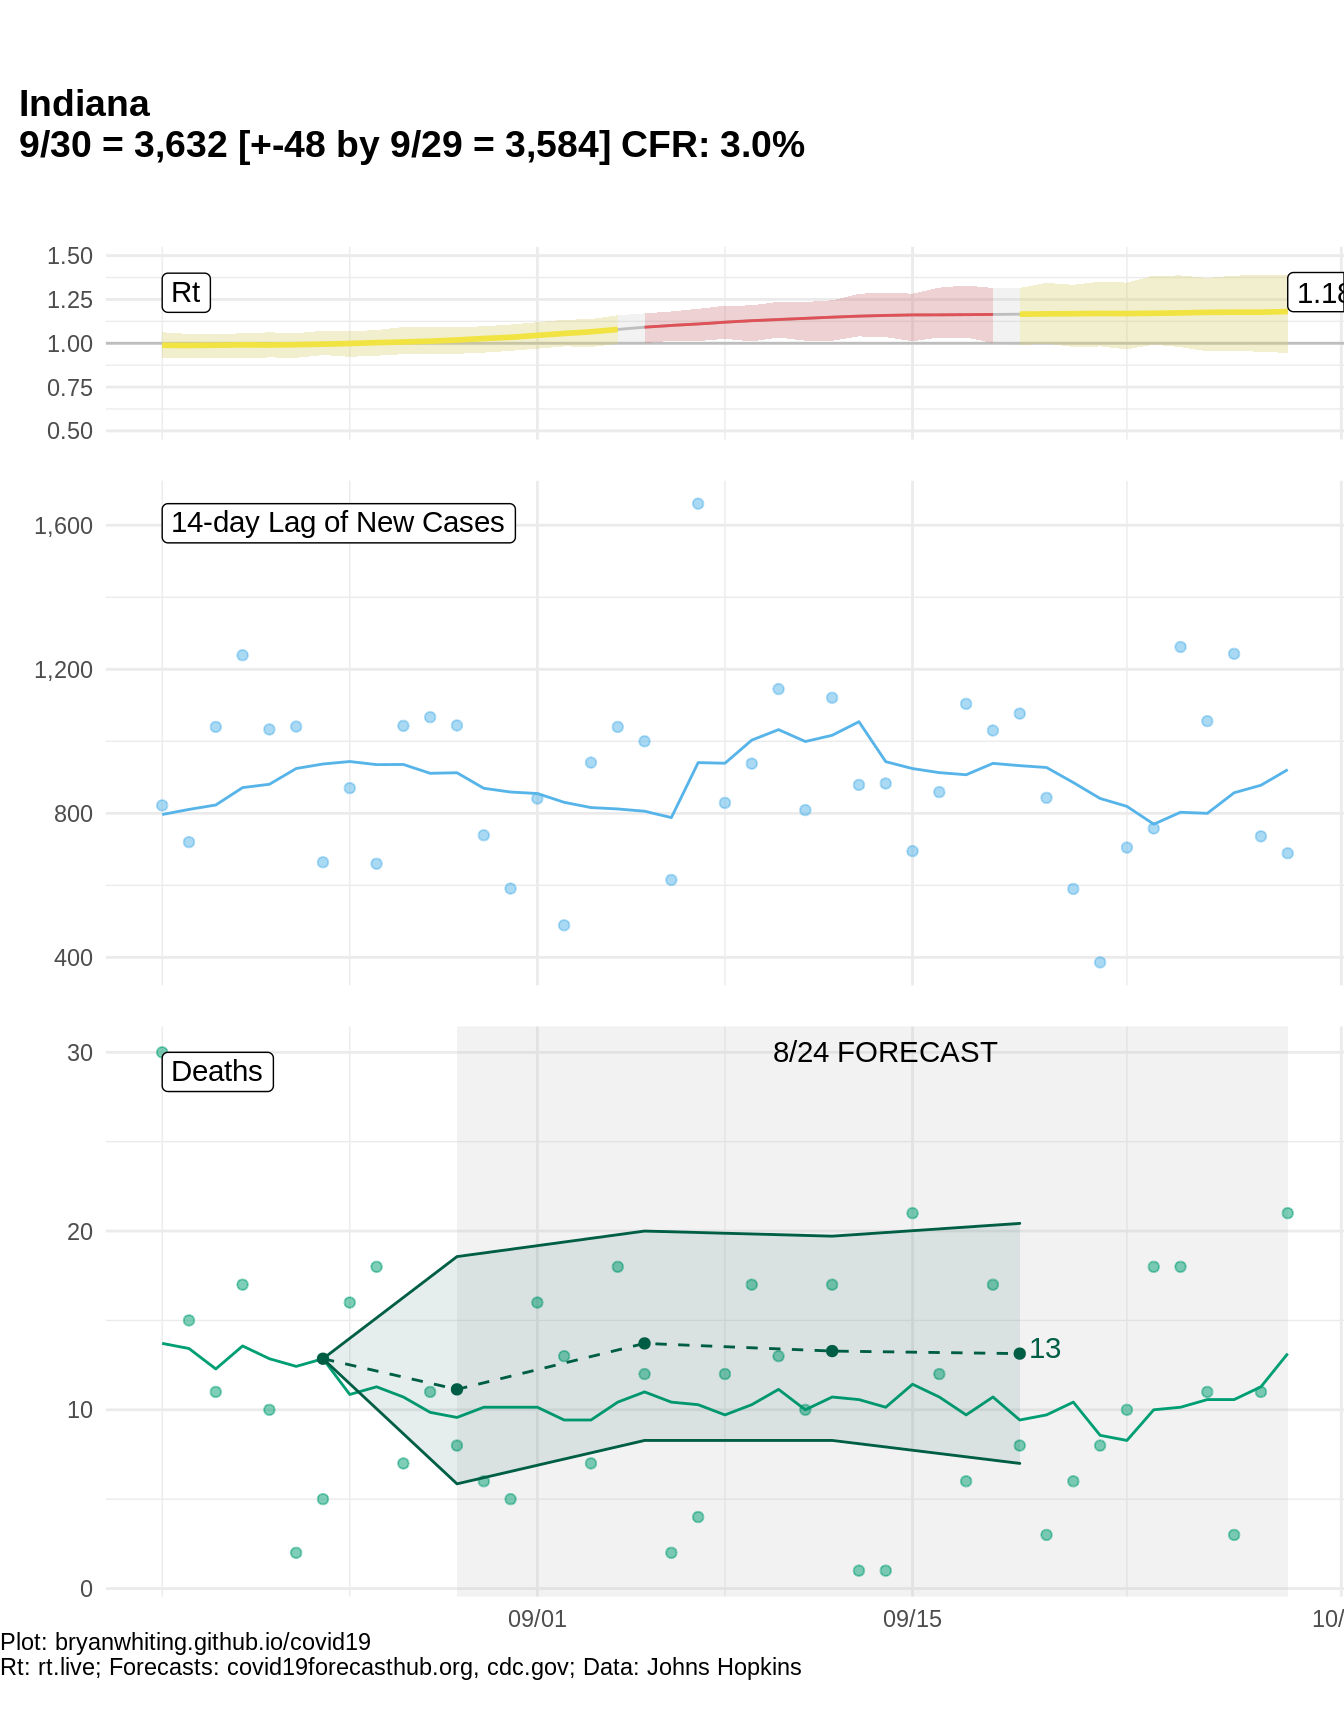 Indiana
9/30 = 3,632 [+-48 by 9/29 = 3,584] CFR: 3.0%
1.50
1.25
1.00
0.75
0.50
Rt
1.18
1,600
1,200
800
400
14-day Lag of New Cases
30
20
10
0
Deaths
8/24 FORECAST
13
09/01
09/15
10/
Plot: bryanwhiting.github.io/covid19
Rt: rt.live; Forecasts: covid19forecasthub.org, cdc.gov; Data: Johns Hopkins